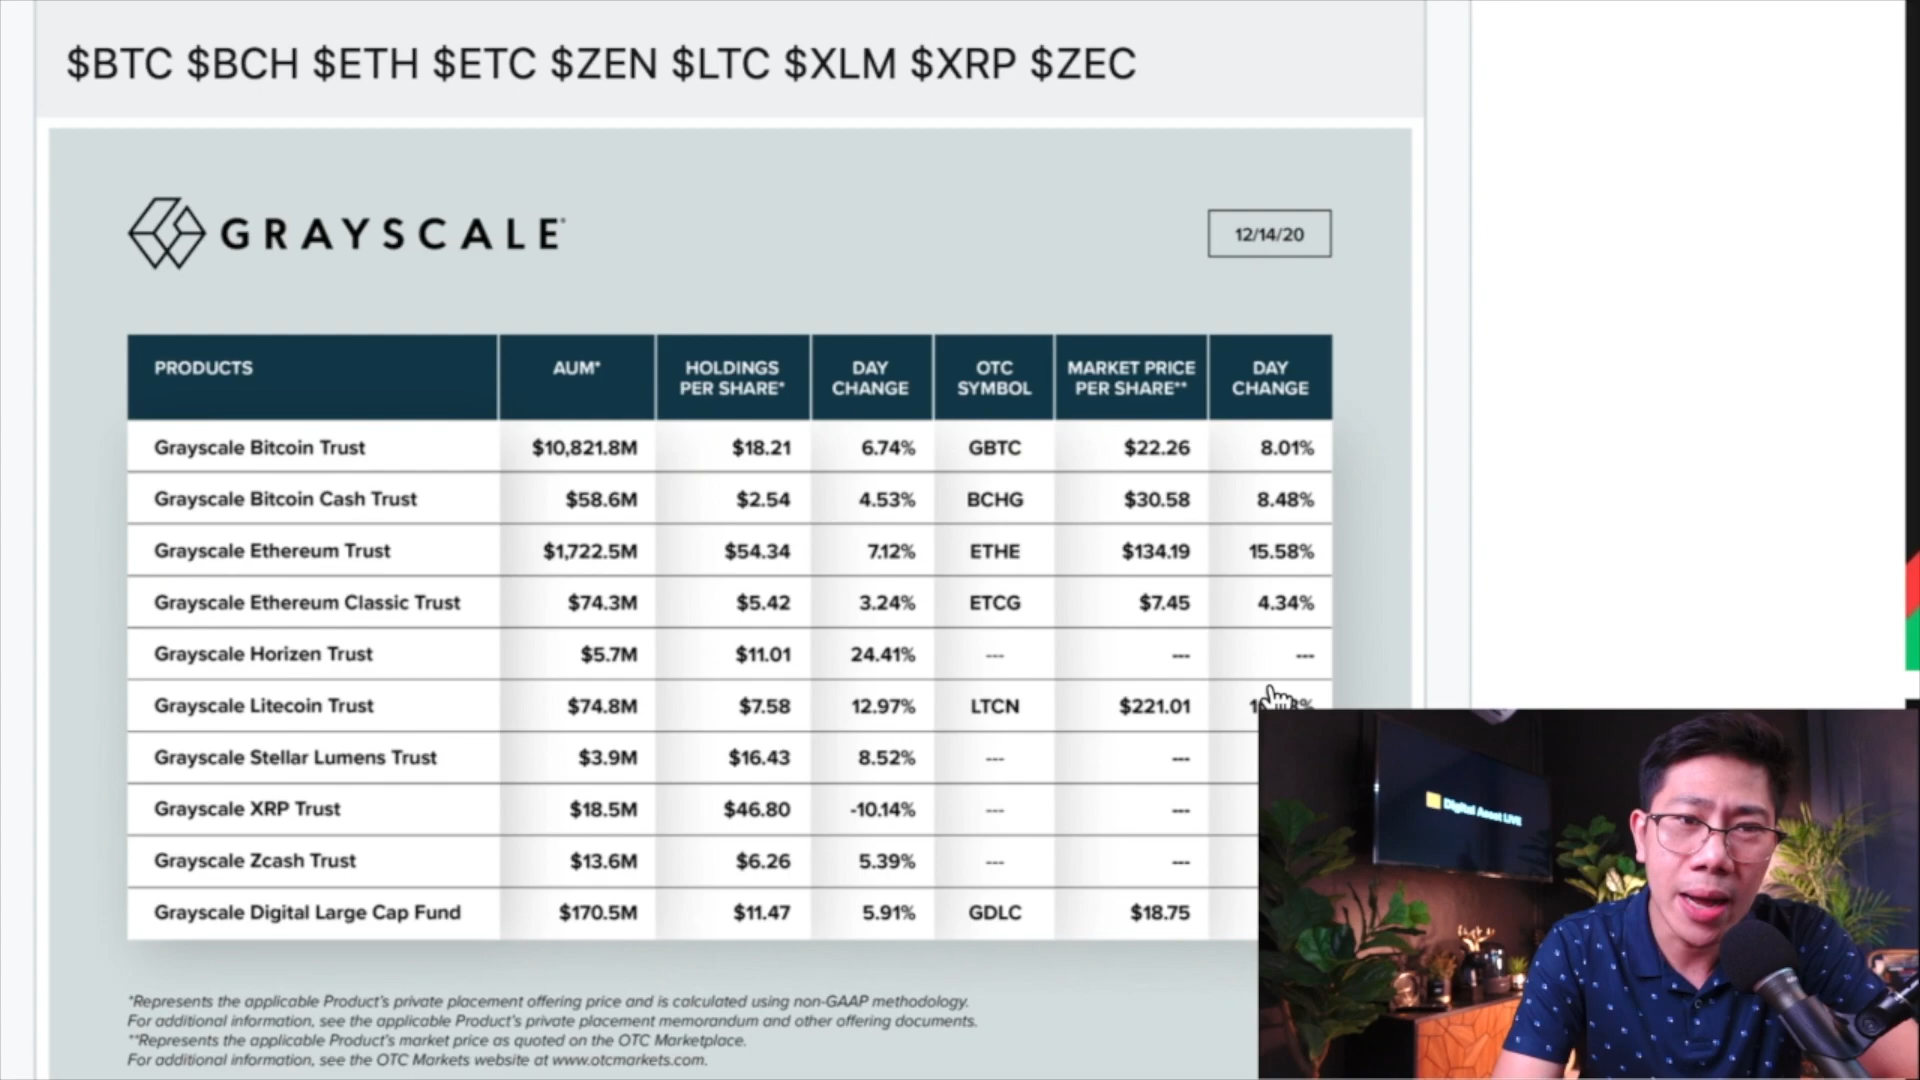 $BTC $BCH $ETH $ETC $ZEN $LTC $XLM $XRP $ZEC
GRAYSCALE
12/14/20
PRODUCTS AUM* HOLDINGS PER SHARE* DAY CHANGE OTC SYMBOL MARKET PRICE PER SHARE** DAY CHANGE
Grayscale Bitcoin Trust $10,821.8M $18.21 6.74% GBTC $22.26 8.01%
Grayscale Bitcoin Cash Trust $58.6M $2.54 4.53% BCHG $30.58 8.48%
Grayscale Ethereum Trust $1,722.5M $54.34 7.12% ETHE $134.19 15.58%
Grayscale Ethereum Classic Trust $74.3M $5.42 3.24% ETCG $7.45 4.34%
Grayscale Horizen Trust $5.7M $11.01 24.41% --- --- ---
Grayscale Litecoin Trust $74.8M $7.58 12.97% LTCN $221.01
Grayscale Stellar Lumens Trust $3.9M $16.43 8.52% --- ---
Grayscale XRP Trust $18.5M $46.80 -10.14% --- ---
Grayscale Zcash Trust $13.6M $6.26 5.39% --- ---
Grayscale Digital Large Cap Fund $170.5M $11.47 5.91% GDLC $18.75
*Represents the applicable Product's private placement offering price and is calculated using non-GAAP methodology.
For additional information, see the applicable Product's private placement memorandum and other offering documents.
**Represents the applicable Product's market price as quoted on the OTC Marketplace.
For additional information, see the OTC Markets website at www.otcmarkets.com.
Digital Asset LIVE